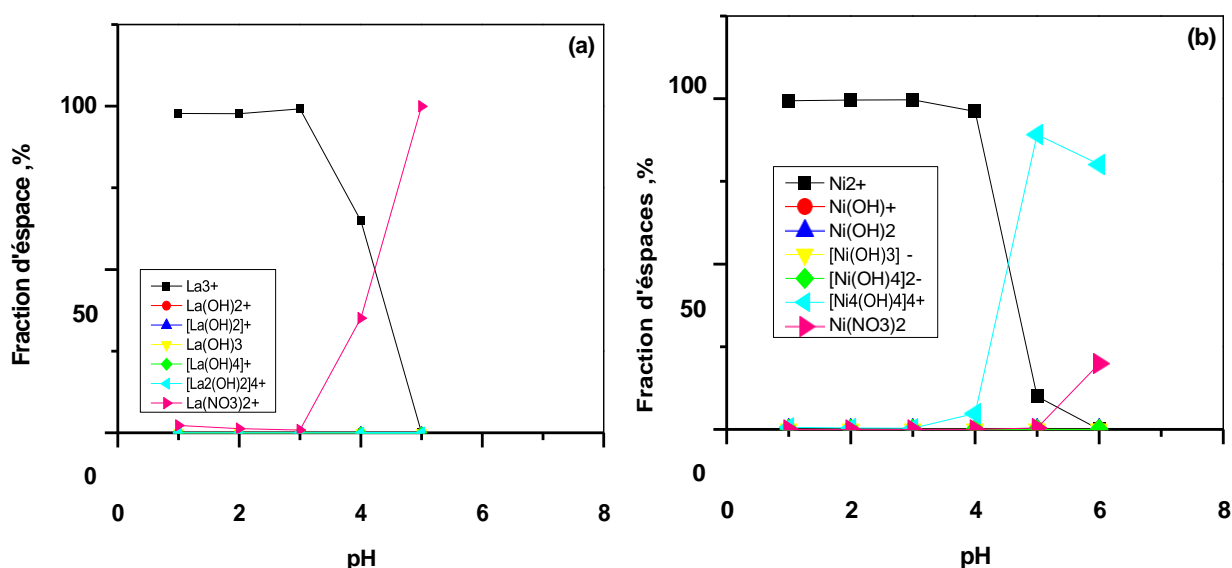 (a)
Fraction d'éspace ,%
100
50
0
La3+
La(OH)2+
[La(OH)2]+
La(OH)3
[La(OH)4]+
[La2(OH)2]4+
La(NO3)2+
0 2 4 6 8
pH
(b)
Fraction d'éspaces ,%
100
50
0
Ni2+
Ni(OH)+
Ni(OH)2
[Ni(OH)3] -
[Ni(OH)4]2-
[Ni4(OH)4]4+
Ni(NO3)2
0 2 4 6 8
pH